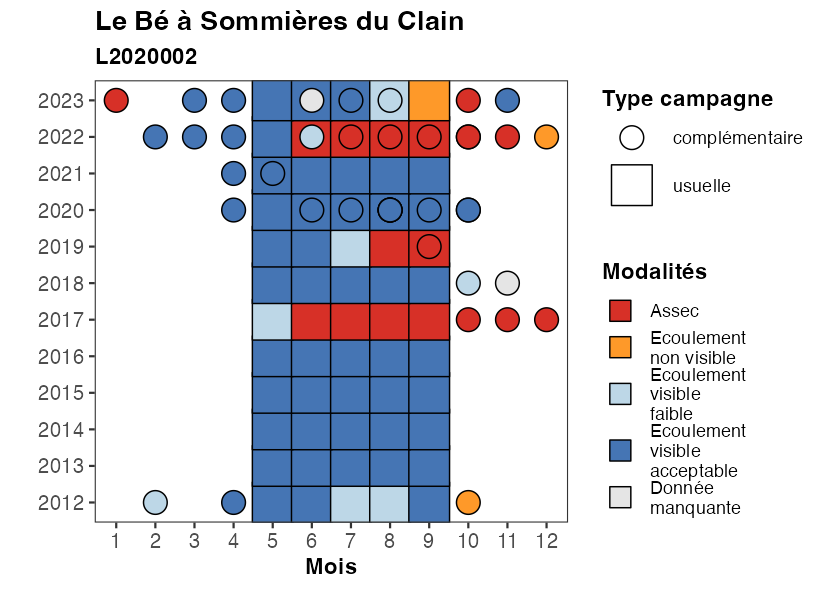 Le Bé à Sommières du Clain
L2020002
2023
2022
2021
2020
2019
2018
2017
2016
2015
2014
2013
2012
1 2 3 4 5 6 7 8 9 10 11 12
Mois
Type campagne
complémentaire
usuelle
Modalités
Assec
Ecoulement
non visible
Ecoulement
visible
faible
Ecoulement
visible
acceptable
Donnée
manquante